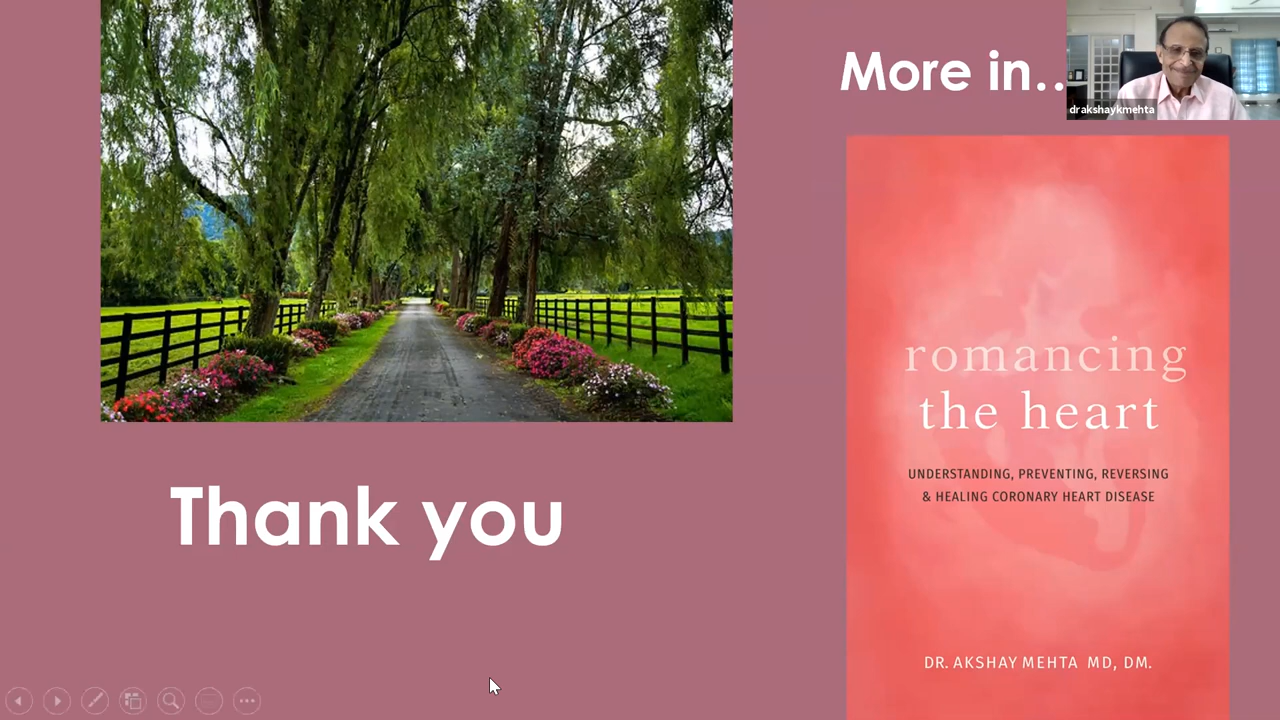 More in..
drakshaykmehta
romancing
the heart
UNDERSTANDING, PREVENTING, REVERSING
& HEALING CORONARY HEART DISEASE
DR. AKSHAY MEHTA MD, DM.
Thank you